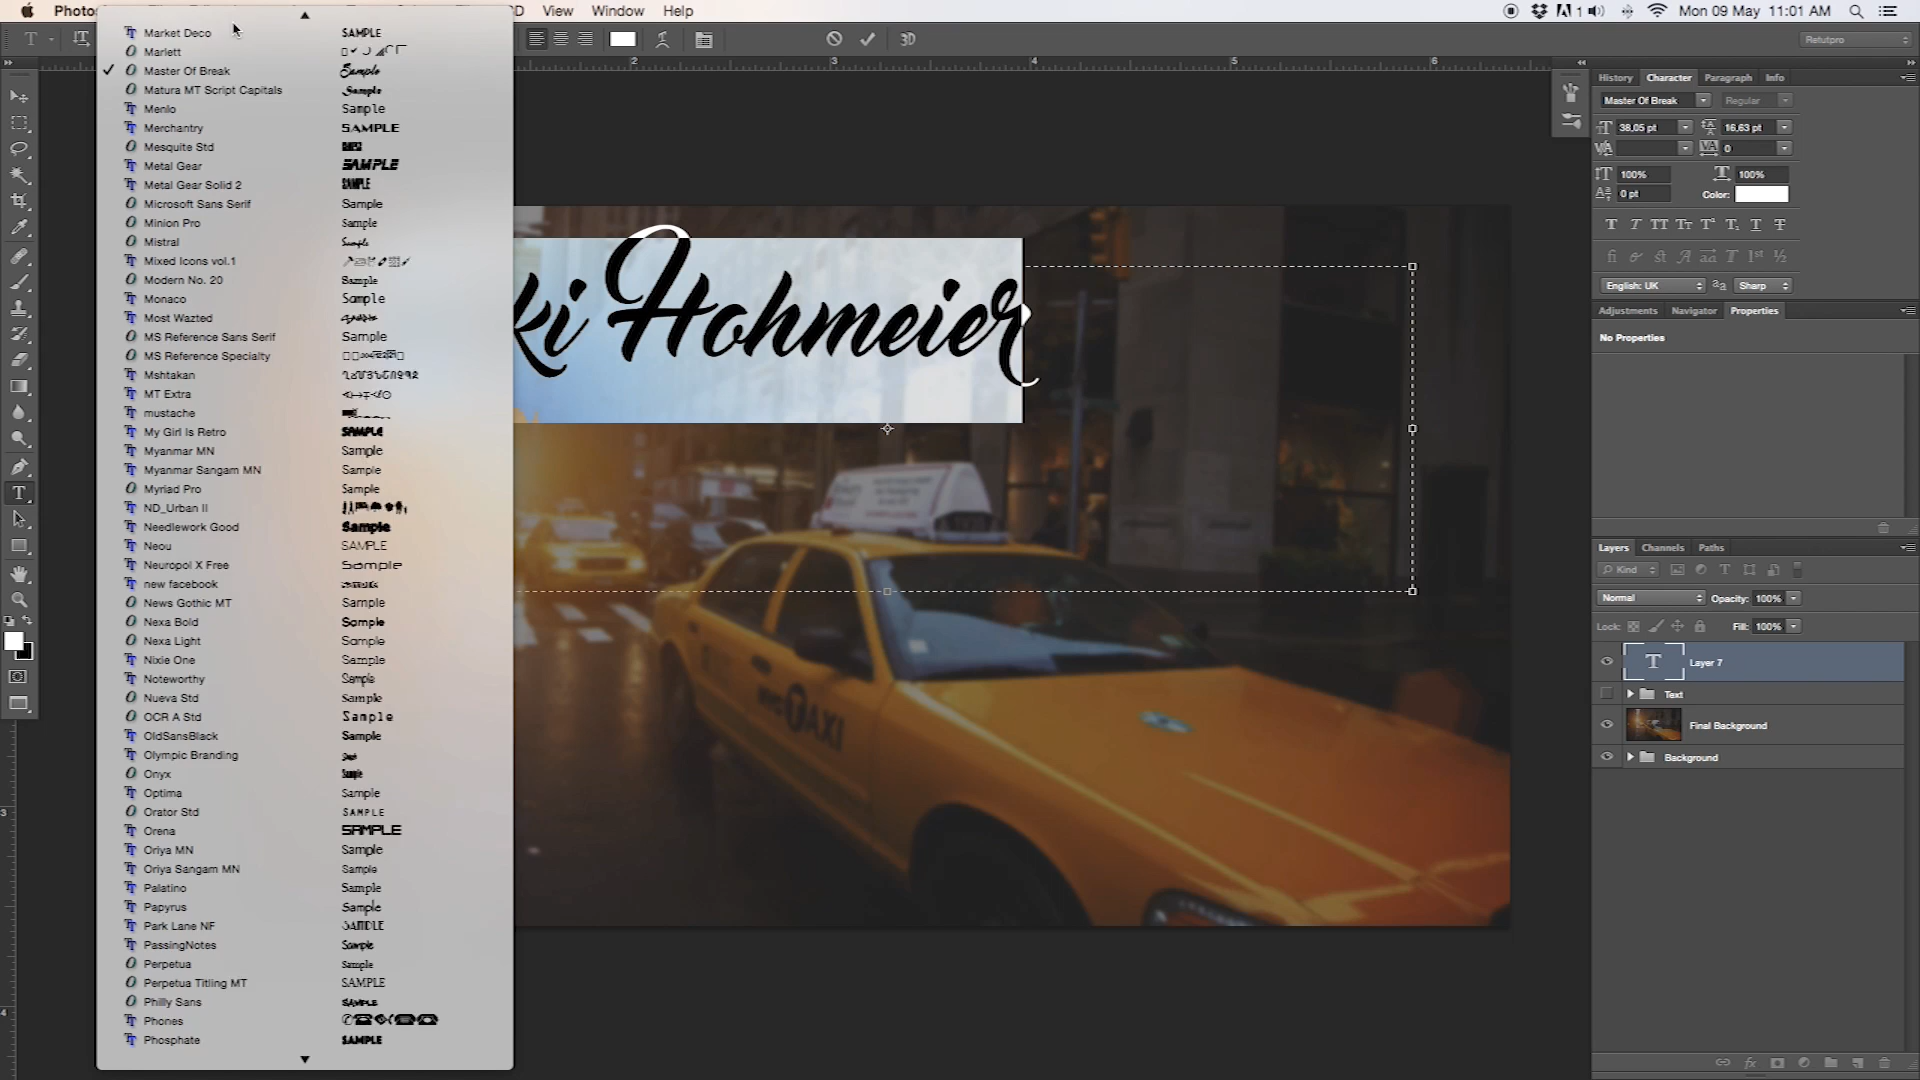 Photos
D View Window Help
1 Mon 09 May 11:01 AM
3D Retutpro
2 3 4 5 6
Market Deco SAMPLE
Marlett
Master Of Break Sample
Matura MT Script Capitals Sample
Menlo Sample
Merchantry SAMPLE
Mesquite Std
Metal Gear SAMPLE
Metal Gear Solid 2 SAMPLE
Microsoft Sans Serif Sample
Minion Pro Sample
Mistral Sample
Mixed Icons vol.1
Modern No. 20 Sample
Monaco Sample
Most Wazted
MS Reference Sans Serif Sample
MS Reference Specialty
Mshtakan
MT Extra
mustache
My Girl Is Retro SAMPLE
Myanmar MN Sample
Myanmar Sangam MN Sample
Myriad Pro Sample
ND_Urban II
Needlework Good Sample
Neou SAMPLE
Neuropol X Free Sample
new facebook
News Gothic MT Sample
Nexa Bold Sample
Nexa Light Sample
Nixie One Sample
Noteworthy Sample
Nueva Std Sample
OCR A Std Sample
OldSansBlack Sample
Olympic Branding
Onyx Sample
Optima Sample
Orator Std SAMPLE
Orena SAMPLE
Oriya MN Sample
Oriya Sangam MN Sample
Palatino Sample
Papyrus Sample
Park Lane NF SAMPLE
PassingNotes Sample
Perpetua Sample
Perpetua Titling MT SAMPLE
Philly Sans SAMPLE
Phones
Phosphate SAMPLE
ki Hohmeier
NYC TAXI
History Character Paragraph Info
Master Of Break Regular
38,05 pt 16,63 pt
0
100% 100%
0 pt Color:
English: UK Sharp
Adjustments Navigator Properties
No Properties
Layers Channels Paths
Kind
Normal Opacity: 100%
Lock: Fill: 100%
T Layer 7
Text
Final Background
Background